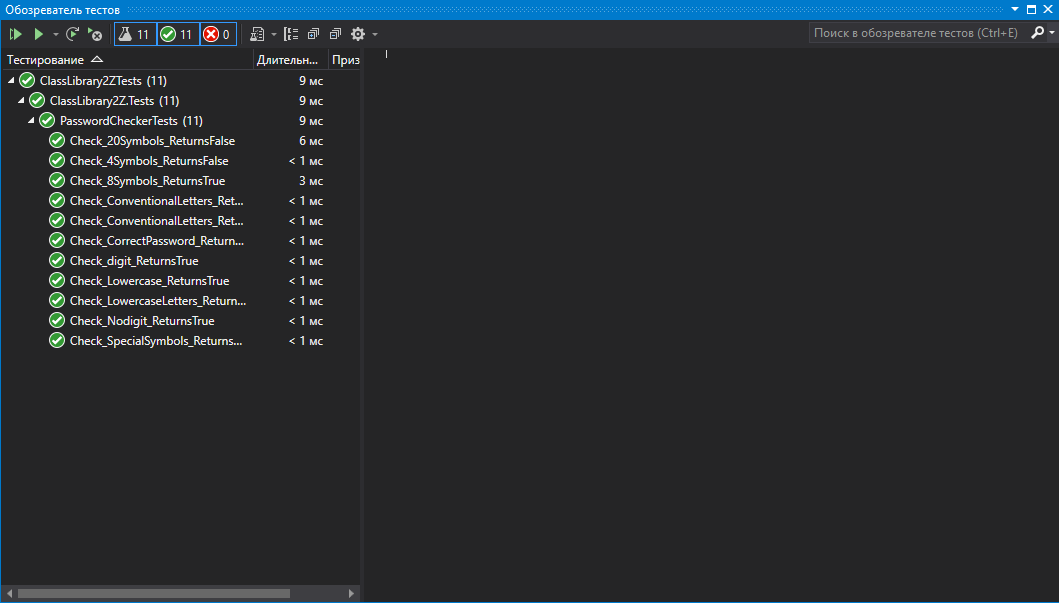 Обозреватель тестов
11 11 0 Поиск в обозревателе тестов (Ctrl+E)
Тестирование Длительн... Приз
ClassLibrary2ZTests (11) 9 мс
ClassLibrary2Z.Tests (11) 9 мс
PasswordCheckerTests (11) 9 мс
Check_20Symbols_ReturnsFalse 6 мс
Check_4Symbols_ReturnsFalse < 1 мс
Check_8Symbols_ReturnsTrue 3 мс
Check_ConventionalLetters_Ret... < 1 мс
Check_ConventionalLetters_Ret... < 1 мс
Check_CorrectPassword_Return... < 1 мс
Check_digit_ReturnsTrue < 1 мс
Check_Lowercase_ReturnsTrue < 1 мс
Check_LowercaseLetters_Return... < 1 мс
Check_Nodigit_ReturnsTrue < 1 мс
Check_SpecialSymbols_Returns... < 1 мс